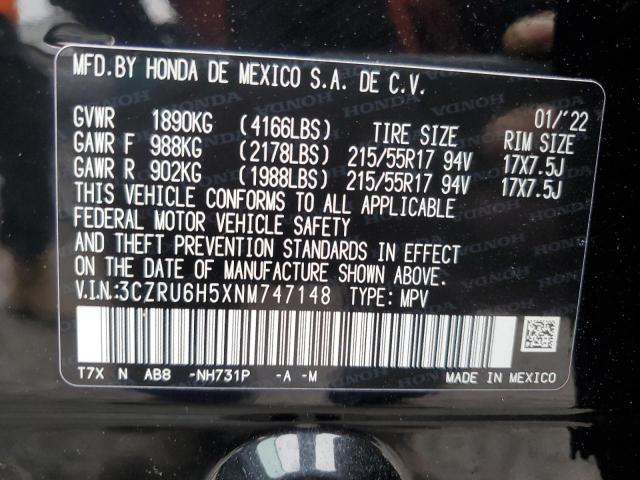 MFD.BY HONDA DE MEXICO S.A. DE C.V.
GVWR 1890KG (4166LBS) TIRE SIZE 01/'22 RIM SIZE
GAWR F 988KG (2178LBS) 215/55R17 94V 17X7.5J
GAWR R 902KG (1988LBS) 215/55R17 94V 17X7.5J
THIS VEHICLE CONFORMS TO ALL APPLICABLE
FEDERAL MOTOR VEHICLE SAFETY
AND THEFT PREVENTION STANDARDS IN EFFECT
ON THE DATE OF MANUFACTURE SHOWN ABOVE.
V.I.N:3CZRU6H5XNM747148 TYPE: MPV
T7X N AB8 -NH731P -A -M MADE IN MEXICO